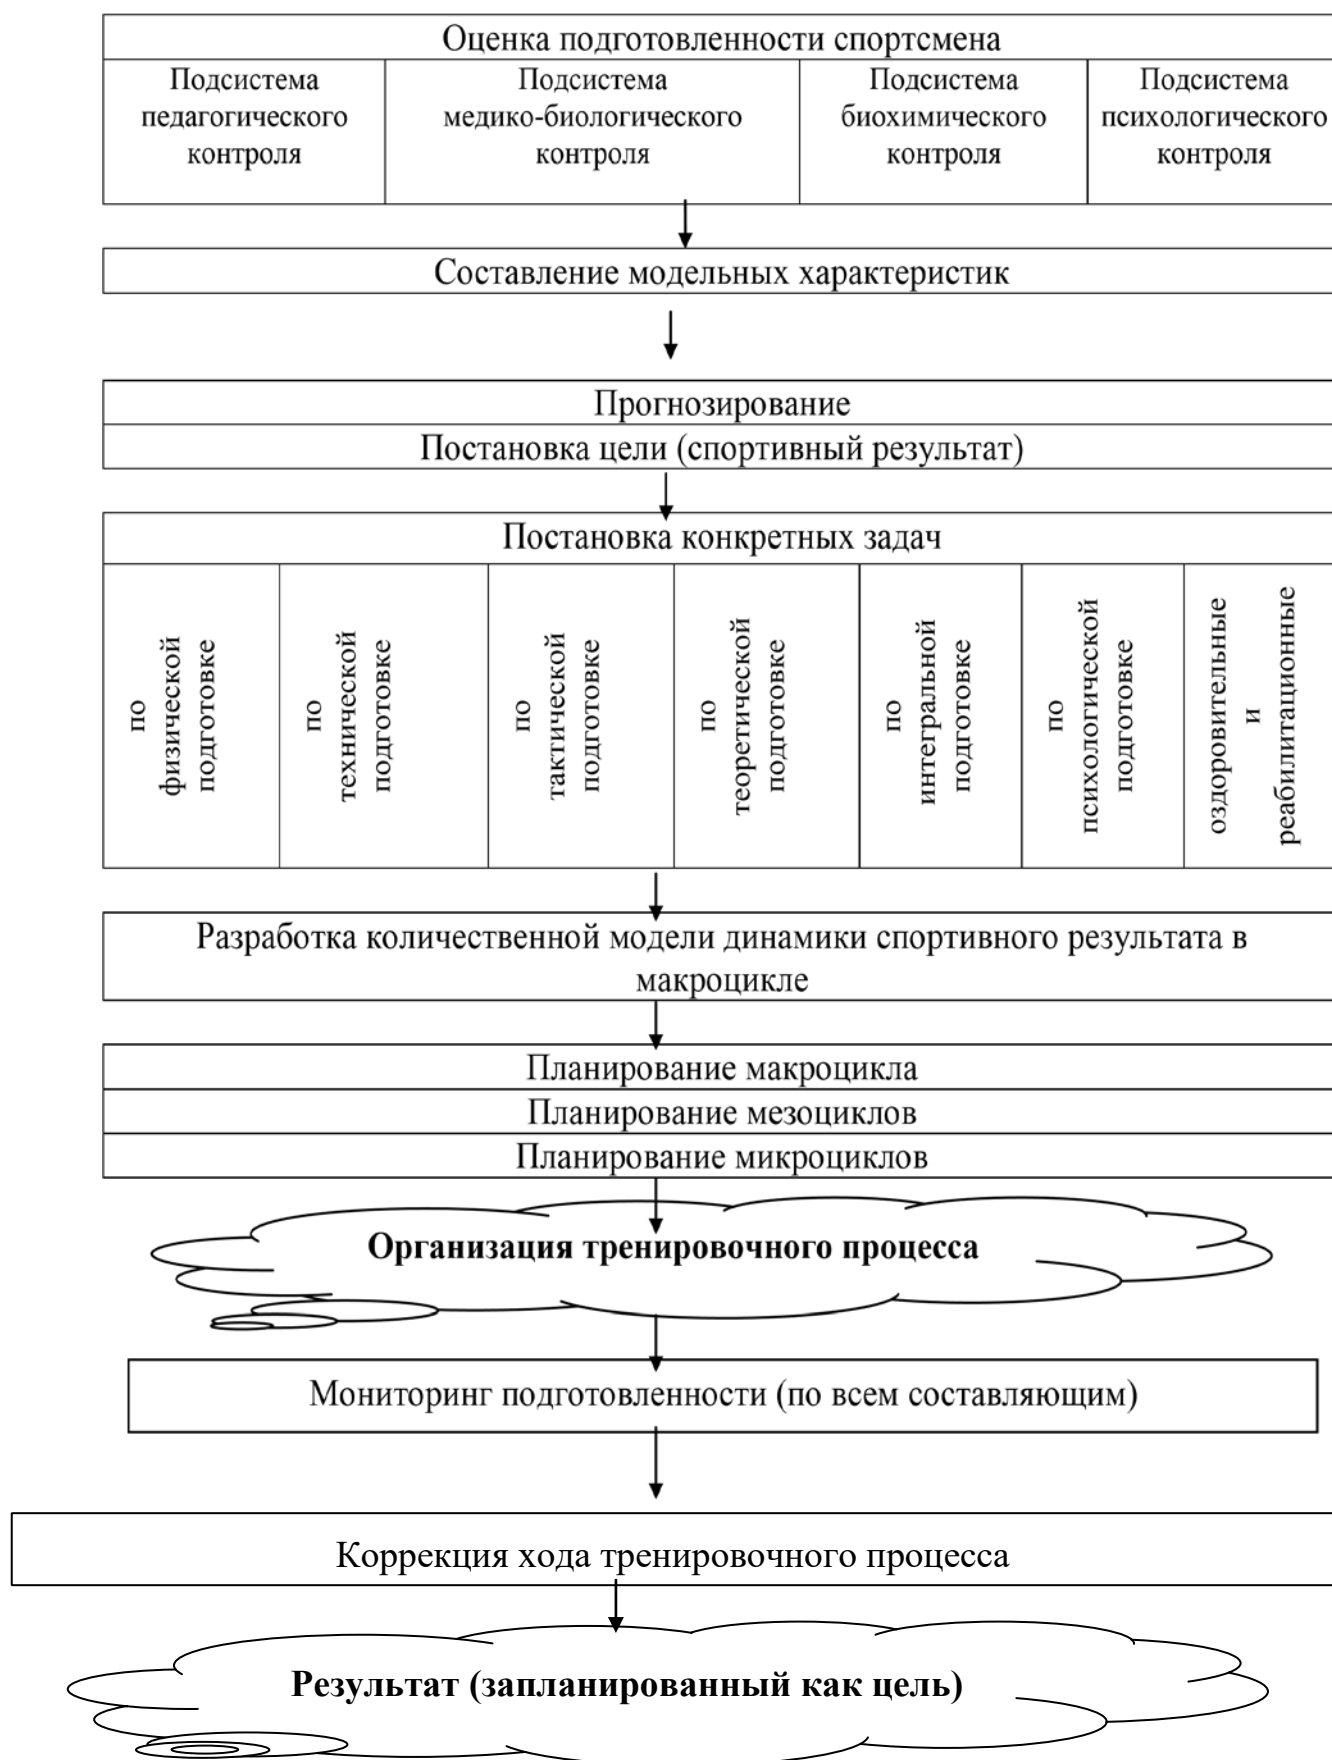 Оценка подготовленности спортсмена
Подсистема
педагогического
контроля
Подсистема
медико-биологического
контроля
Подсистема
биохимического
контроля
Подсистема
психологического
контроля
Составление модельных характеристик
Прогнозирование
Постановка цели (спортивный результат)
Постановка конкретных задач
по
физической
подготовке
по
технической
подготовке
по
тактической
подготовке
по
теоретической
подготовке
по
интегральной
подготовке
по
психологической
подготовке
оздоровительные
и
реабилитационные
Разработка количественной модели динамики спортивного результата в
макроцикле
Планирование макроцикла
Планирование мезоциклов
Планирование микроциклов
Организация тренировочного процесса
Мониторинг подготовленности (по всем составляющим)
Коррекция хода тренировочного процесса
Результат (запланированный как цель)